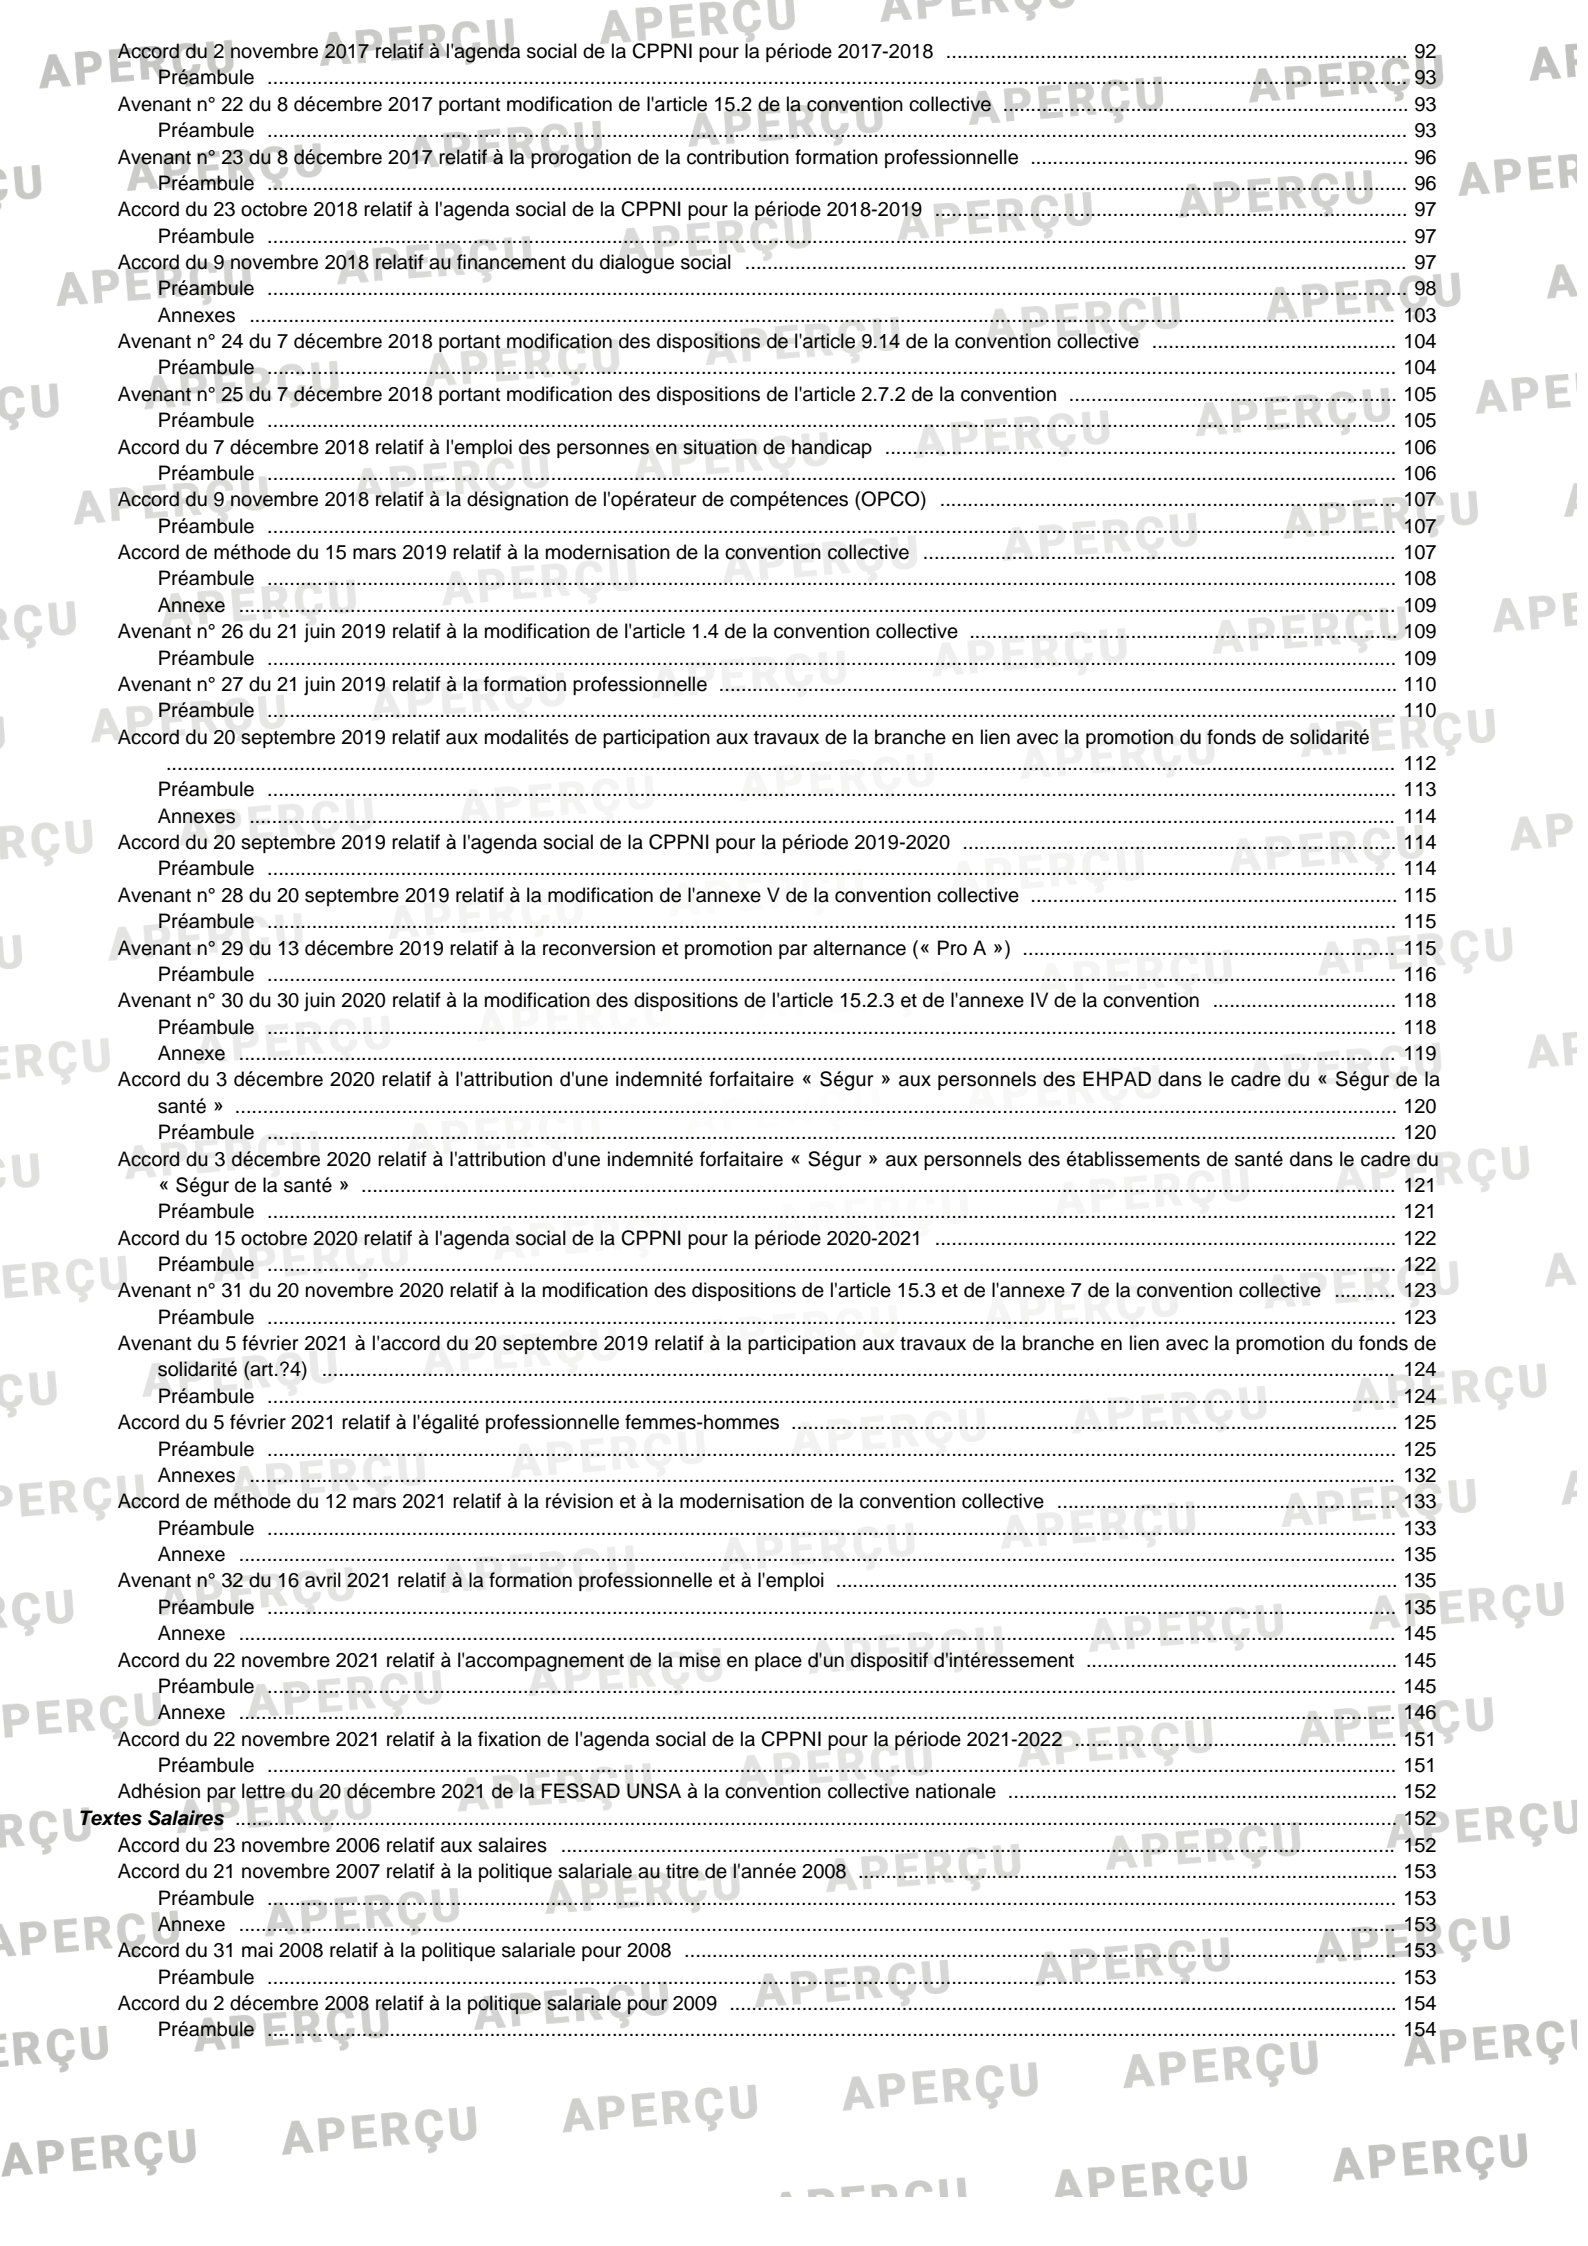 Accord du 2 novembre 2017 relatif à l'agenda social de la CPPNI pour la période 2017-2018 ... 92
Préambule ... 93
Avenant n° 22 du 8 décembre 2017 portant modification de l'article 15.2 de la convention collective ... 93
Préambule ... 93
Avenant n° 23 du 8 décembre 2017 relatif à la prorogation de la contribution formation professionnelle ... 96
Préambule ... 96
Accord du 23 octobre 2018 relatif à l'agenda social de la CPPNI pour la période 2018-2019 ... 97
Préambule ... 97
Accord du 9 novembre 2018 relatif au financement du dialogue social ... 97
Préambule ... 98
Annexes ... 103
Avenant n° 24 du 7 décembre 2018 portant modification des dispositions de l'article 9.14 de la convention collective ... 104
Préambule ... 104
Avenant n° 25 du 7 décembre 2018 portant modification des dispositions de l'article 2.7.2 de la convention ... 105
Préambule ... 105
Accord du 7 décembre 2018 relatif à l'emploi des personnes en situation de handicap ... 106
Préambule ... 106
Accord du 9 novembre 2018 relatif à la désignation de l'opérateur de compétences (OPCO) ... 107
Préambule ... 107
Accord de méthode du 15 mars 2019 relatif à la modernisation de la convention collective ... 107
Préambule ... 108
Annexe ... 109
Avenant n° 26 du 21 juin 2019 relatif à la modification de l'article 1.4 de la convention collective ... 109
Préambule ... 109
Avenant n° 27 du 21 juin 2019 relatif à la formation professionnelle ... 110
Préambule ... 110
Accord du 20 septembre 2019 relatif aux modalités de participation aux travaux de la branche en lien avec la promotion du fonds de solidarité
... 112
Préambule ... 113
Annexes ... 114
Accord du 20 septembre 2019 relatif à l'agenda social de la CPPNI pour la période 2019-2020 ... 114
Préambule ... 114
Avenant n° 28 du 20 septembre 2019 relatif à la modification de l'annexe V de la convention collective ... 115
Préambule ... 115
Avenant n° 29 du 13 décembre 2019 relatif à la reconversion et promotion par alternance (« Pro A ») ... 115
Préambule ... 116
Avenant n° 30 du 30 juin 2020 relatif à la modification des dispositions de l'article 15.2.3 et de l'annexe IV de la convention ... 118
Préambule ... 118
Annexe ... 119
Accord du 3 décembre 2020 relatif à l'attribution d'une indemnité forfaitaire « Ségur » aux personnels des EHPAD dans le cadre du « Ségur de la
santé » ... 120
Préambule ... 120
Accord du 3 décembre 2020 relatif à l'attribution d'une indemnité forfaitaire « Ségur » aux personnels des établissements de santé dans le cadre du
« Ségur de la santé » ... 121
Préambule ... 121
Accord du 15 octobre 2020 relatif à l'agenda social de la CPPNI pour la période 2020-2021 ... 122
Préambule ... 122
Avenant n° 31 du 20 novembre 2020 relatif à la modification des dispositions de l'article 15.3 et de l'annexe 7 de la convention collective ... 123
Préambule ... 123
Avenant du 5 février 2021 à l'accord du 20 septembre 2019 relatif à la participation aux travaux de la branche en lien avec la promotion du fonds de
solidarité (art.?4) ... 124
Préambule ... 124
Accord du 5 février 2021 relatif à l'égalité professionnelle femmes-hommes ... 125
Préambule ... 125
Annexes ... 132
Accord de méthode du 12 mars 2021 relatif à la révision et à la modernisation de la convention collective ... 133
Préambule ... 133
Annexe ... 135
Avenant n° 32 du 16 avril 2021 relatif à la formation professionnelle et à l'emploi ... 135
Préambule ... 135
Annexe ... 145
Accord du 22 novembre 2021 relatif à l'accompagnement de la mise en place d'un dispositif d'intéressement ... 145
Préambule ... 145
Annexe ... 146
Accord du 22 novembre 2021 relatif à la fixation de l'agenda social de la CPPNI pour la période 2021-2022 ... 151
Préambule ... 151
Adhésion par lettre du 20 décembre 2021 de la FESSAD UNSA à la convention collective nationale ... 152
Textes Salaires ... 152
Accord du 23 novembre 2006 relatif aux salaires ... 152
Accord du 21 novembre 2007 relatif à la politique salariale au titre de l'année 2008 ... 153
Préambule ... 153
Annexe ... 153
Accord du 31 mai 2008 relatif à la politique salariale pour 2008 ... 153
Préambule ... 153
Accord du 2 décembre 2008 relatif à la politique salariale pour 2009 ... 154
Préambule ... 154
APERÇU